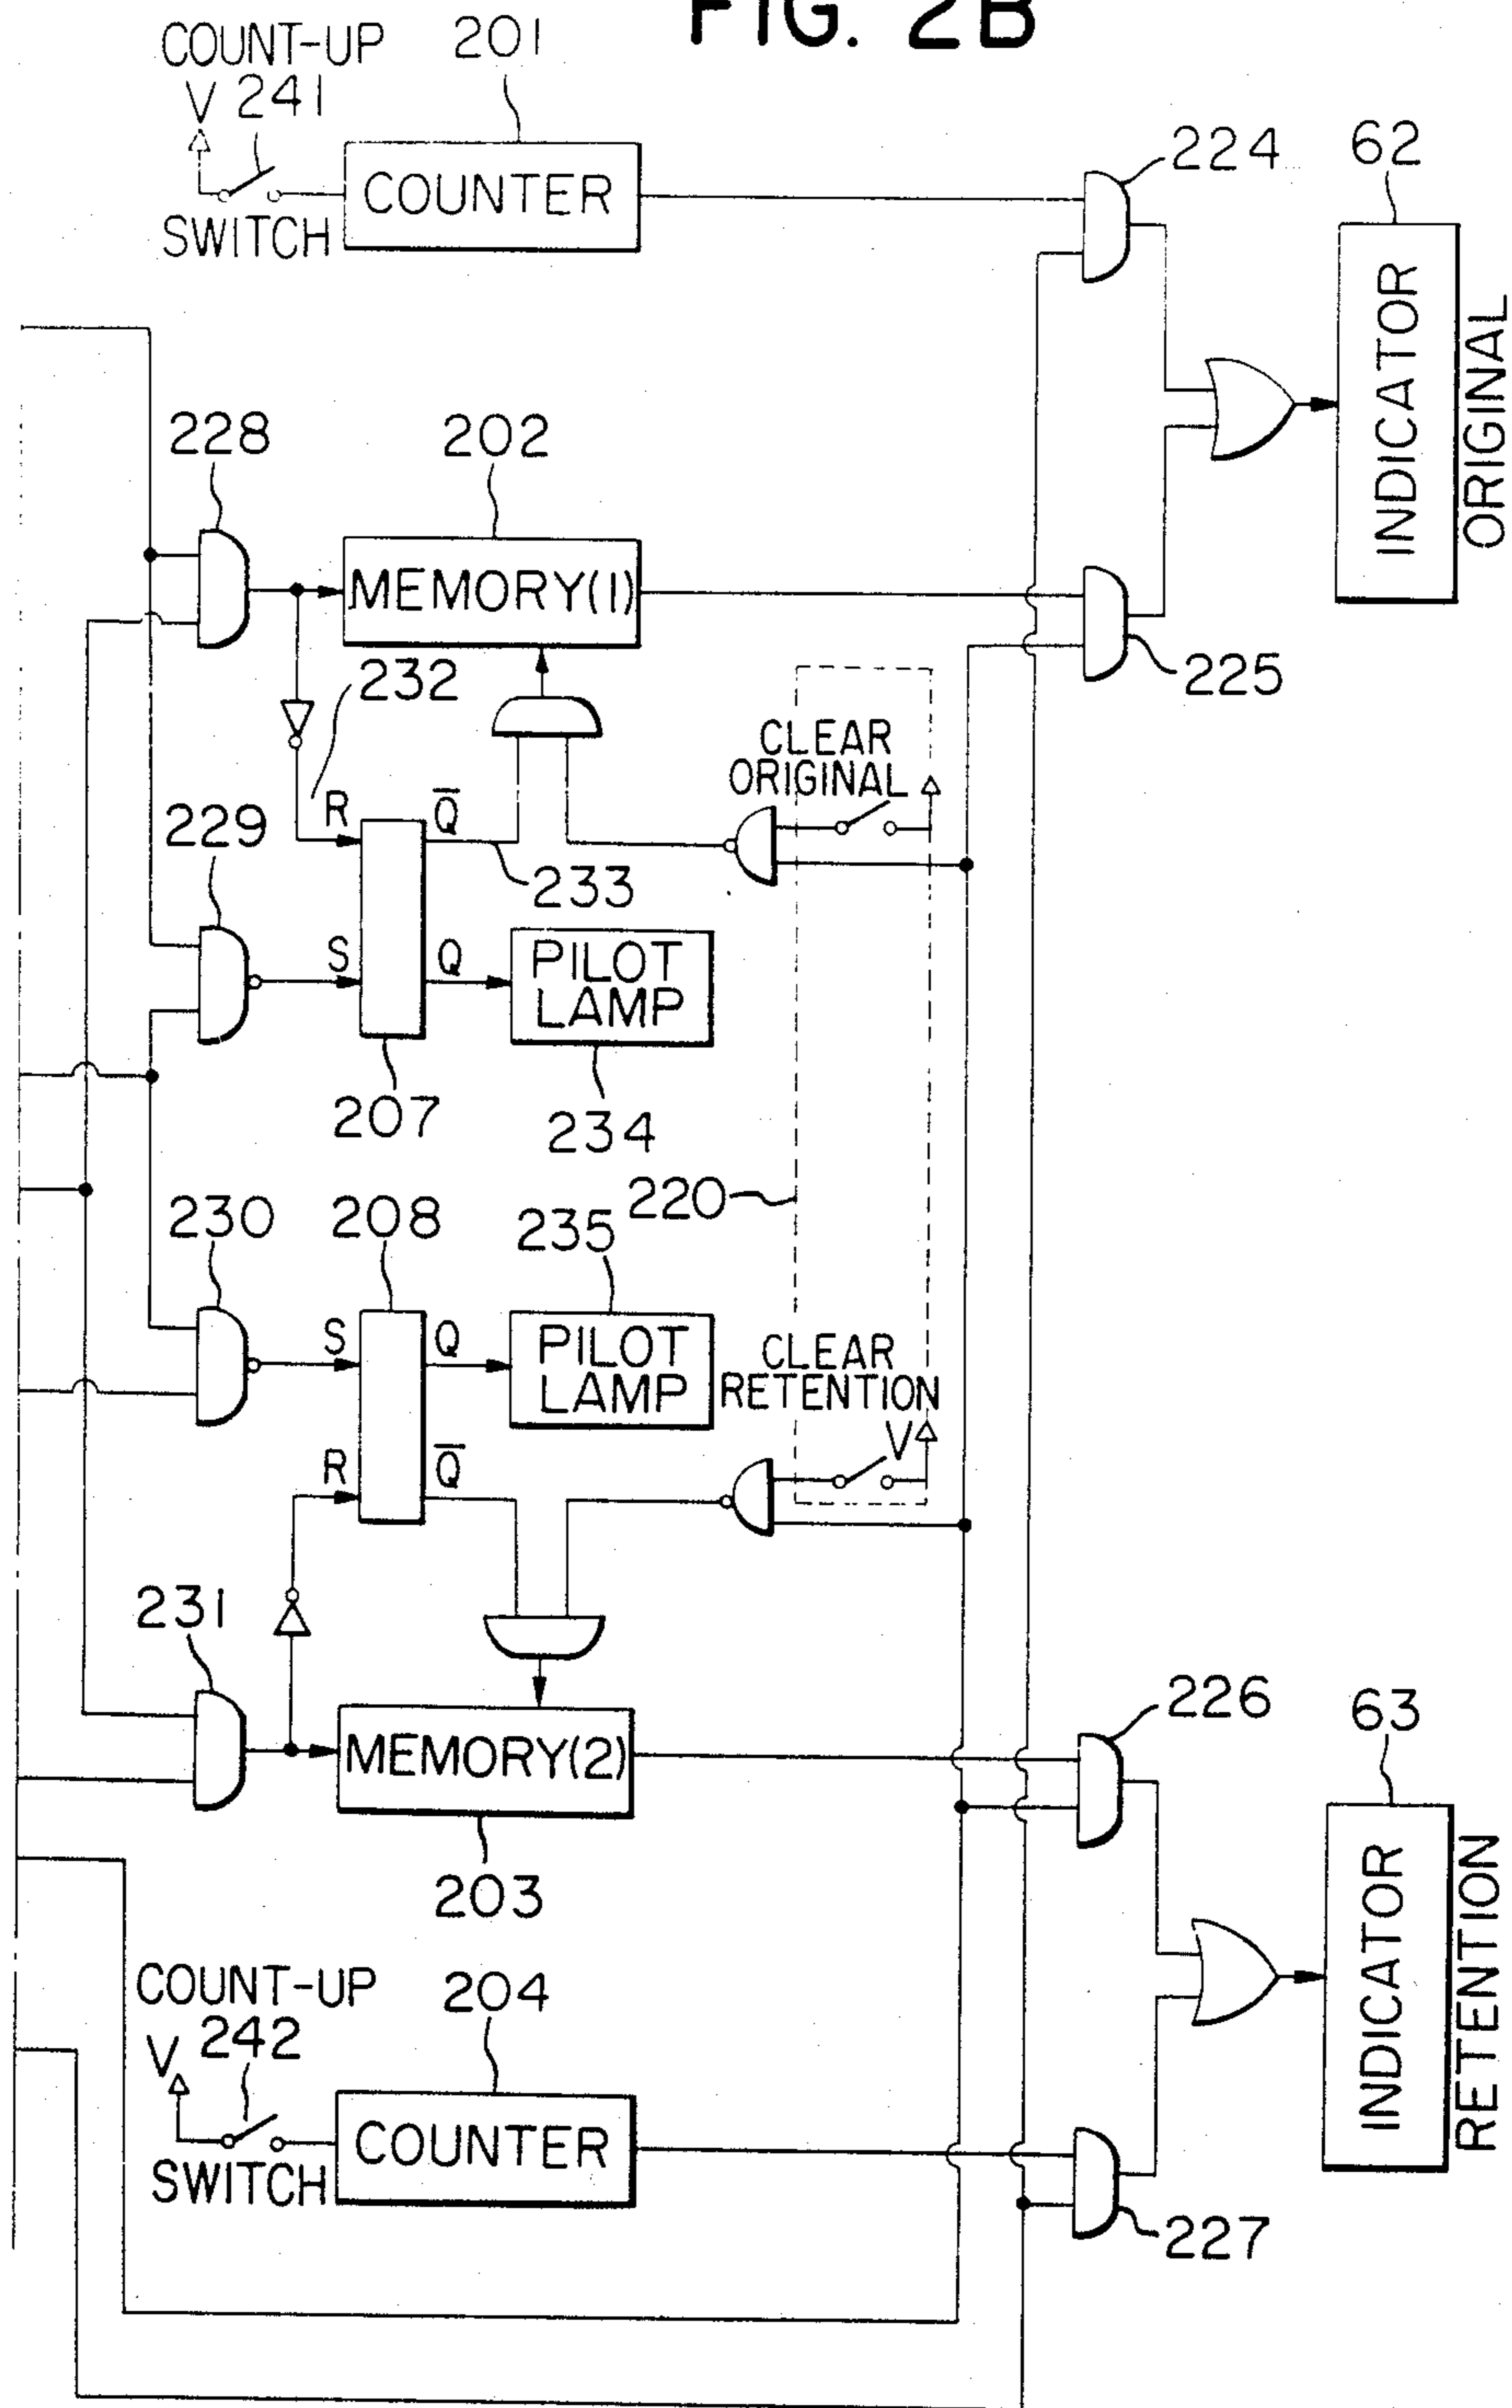 FIG. 2B
COUNT-UP 201
V 241
224 62
COUNTER
SWITCH
INDICATOR
ORIGINAL
228 202
MEMORY(1)
232 225
CLEAR
ORIGINAL
229 R Q̅
233
S Q PILOT
LAMP
207 234
220
230 208 235
S Q PILOT
LAMP
CLEAR
RETENTION
V
R Q̅
231
226 63
MEMORY(2)
203
INDICATOR
RETENTION
COUNT-UP 204
V 242
COUNTER
SWITCH
227